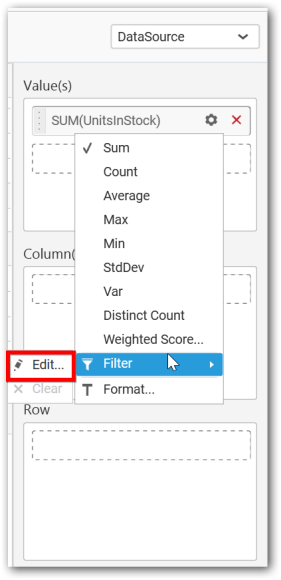 DataSource
Value(s)
SUM(UnitsInStock)
Sum
Count
Average
Max
Min
Column(
StdDev
Var
Distinct Count
Weighted Score...
Edit...
Filter
Clear
Format...
Row